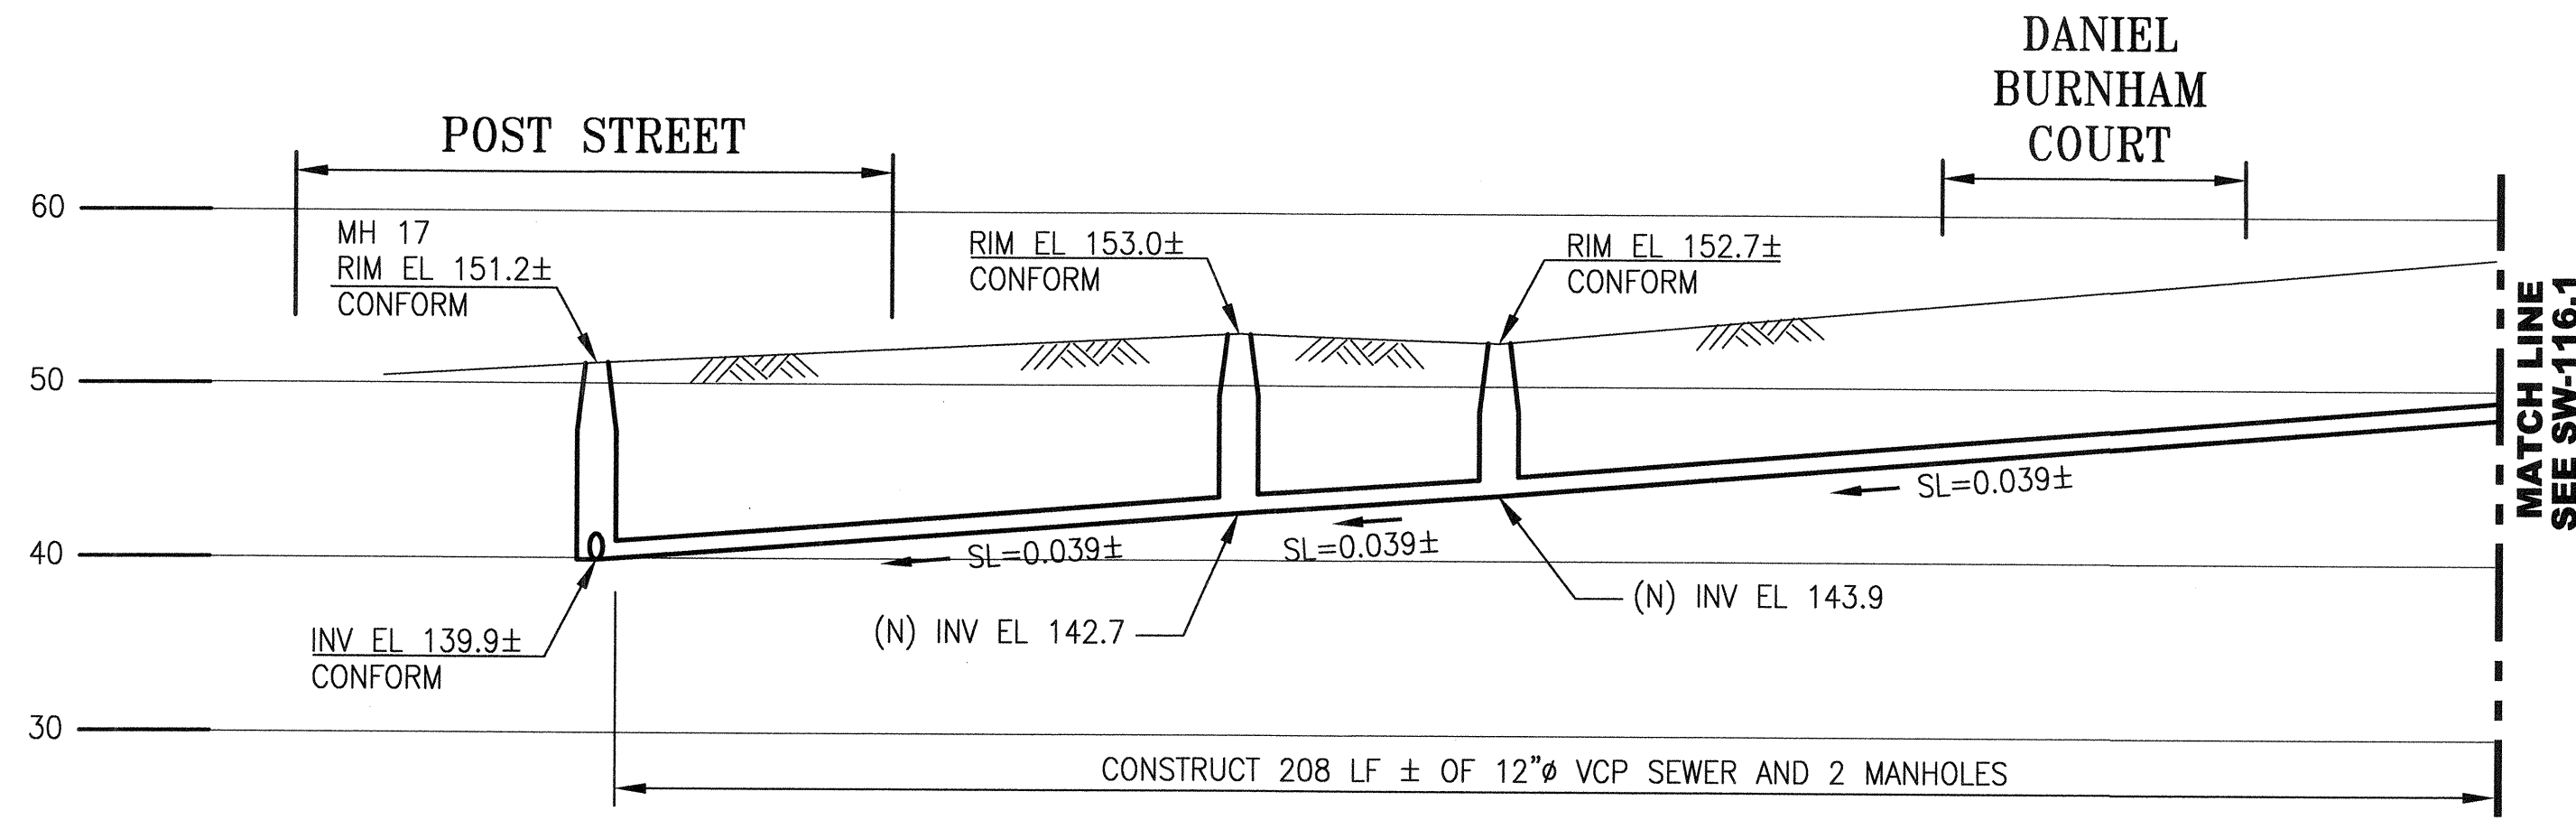 DANIEL
BURNHAM
COURT
POST STREET
60
MH 17
RIM EL 151.2±
CONFORM
RIM EL 153.0±
CONFORM
RIM EL 152.7±
CONFORM
50
SL=0.039±
40
SL=0.039±
SL=0.039±
(N) INV EL 143.9
(N) INV EL 142.7
INV EL 139.9±
CONFORM
30
CONSTRUCT 208 LF ± OF 12"ø VCP SEWER AND 2 MANHOLES
MATCH LINE
SEE SW-116.1